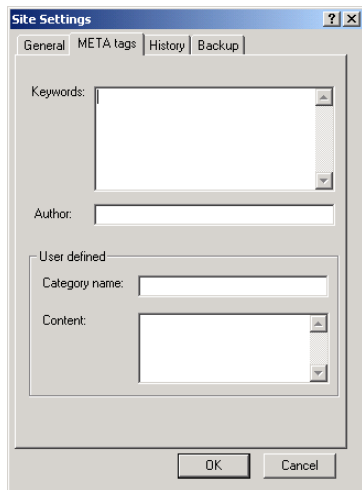 Site Settings
General META tags History Backup
Keywords:
Author:
User defined
Category name:
Content:
OK Cancel